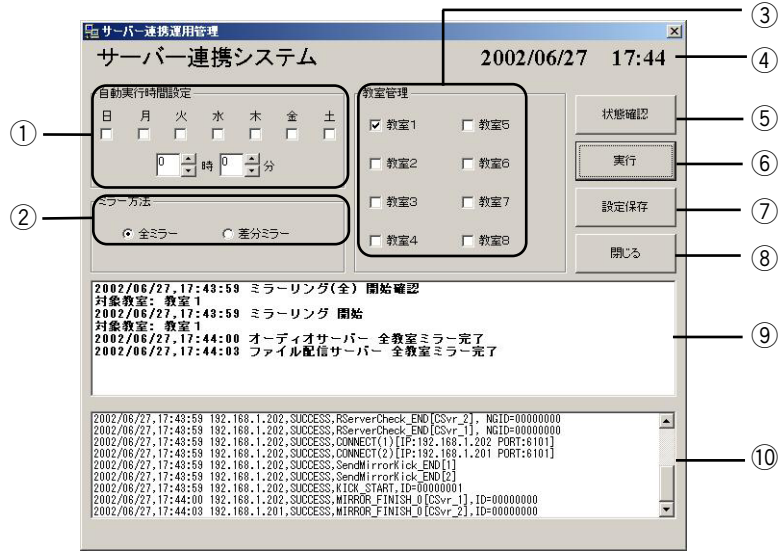 サーバー連携運用管理
サーバー連携システム 2002/06/27 17:44
自動実行時間設定
日 月 火 水 木 金 土
0 時 0 分
ミラー方法
全ミラー 差分ミラー
教室管理
教室1 教室5
教室2 教室6
教室3 教室7
教室4 教室8
状態確認
実行
設定保存
閉じる
2002/06/27,17:43:59 ミラーリング(全) 開始確認
対象教室: 教室1
2002/06/27,17:43:59 ミラーリング 開始
対象教室: 教室1
2002/06/27,17:44:00 オーディオサーバー 全教室ミラー完了
2002/06/27,17:44:03 ファイル配信サーバー 全教室ミラー完了
2002/06/27,17:43:59 192.168.1.202,SUCCESS,RServerCheck_END[CSvr_2], NGID=00000000
2002/06/27,17:43:59 192.168.1.202,SUCCESS,RServerCheck_END[CSvr_1], NGID=00000000
2002/06/27,17:43:59 192.168.1.202,SUCCESS,CONNECT(1)[IP:192.168.1.202 PORT:6101]
2002/06/27,17:43:59 192.168.1.202,SUCCESS,CONNECT(2)[IP:192.168.1.201 PORT:6101]
2002/06/27,17:43:59 192.168.1.202,SUCCESS,SendMirrorKick_END[1]
2002/06/27,17:43:59 192.168.1.202,SUCCESS,SendMirrorKick_END[2]
2002/06/27,17:43:59 192.168.1.202,SUCCESS,KICK_START,ID=00000001
2002/06/27,17:44:00 192.168.1.202,SUCCESS,MIRROR_FINISH_0[CSvr_1],ID=00000000
2002/06/27,17:44:03 192.168.1.201,SUCCESS,MIRROR_FINISH_0[CSvr_2],ID=00000000
①
②
③
④
⑤
⑥
⑦
⑧
⑨
⑩